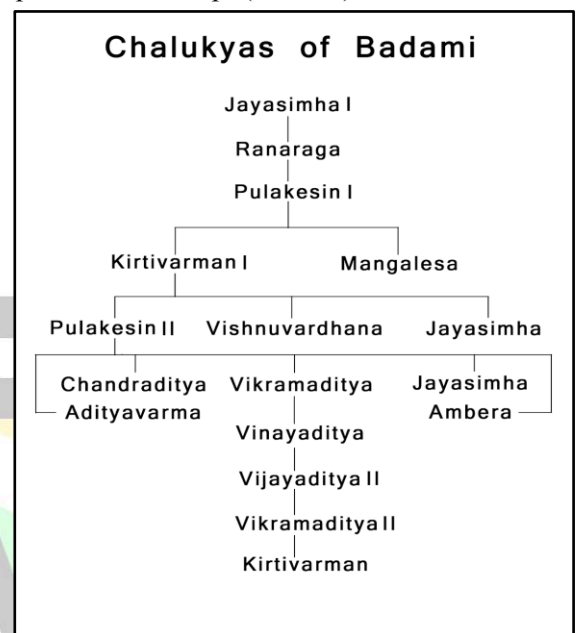 Chalukyas of Badami
Jayasimha I
Ranaraga
Pulakesin I
Kirtivarman I Mangalesa
Pulakesin II Vishnuvardhana Jayasimha
Chandraditya Vikramaditya Jayasimha
Adityavarma Ambera
Vinayaditya
Vijayaditya II
Vikramaditya II
Kirtivarman